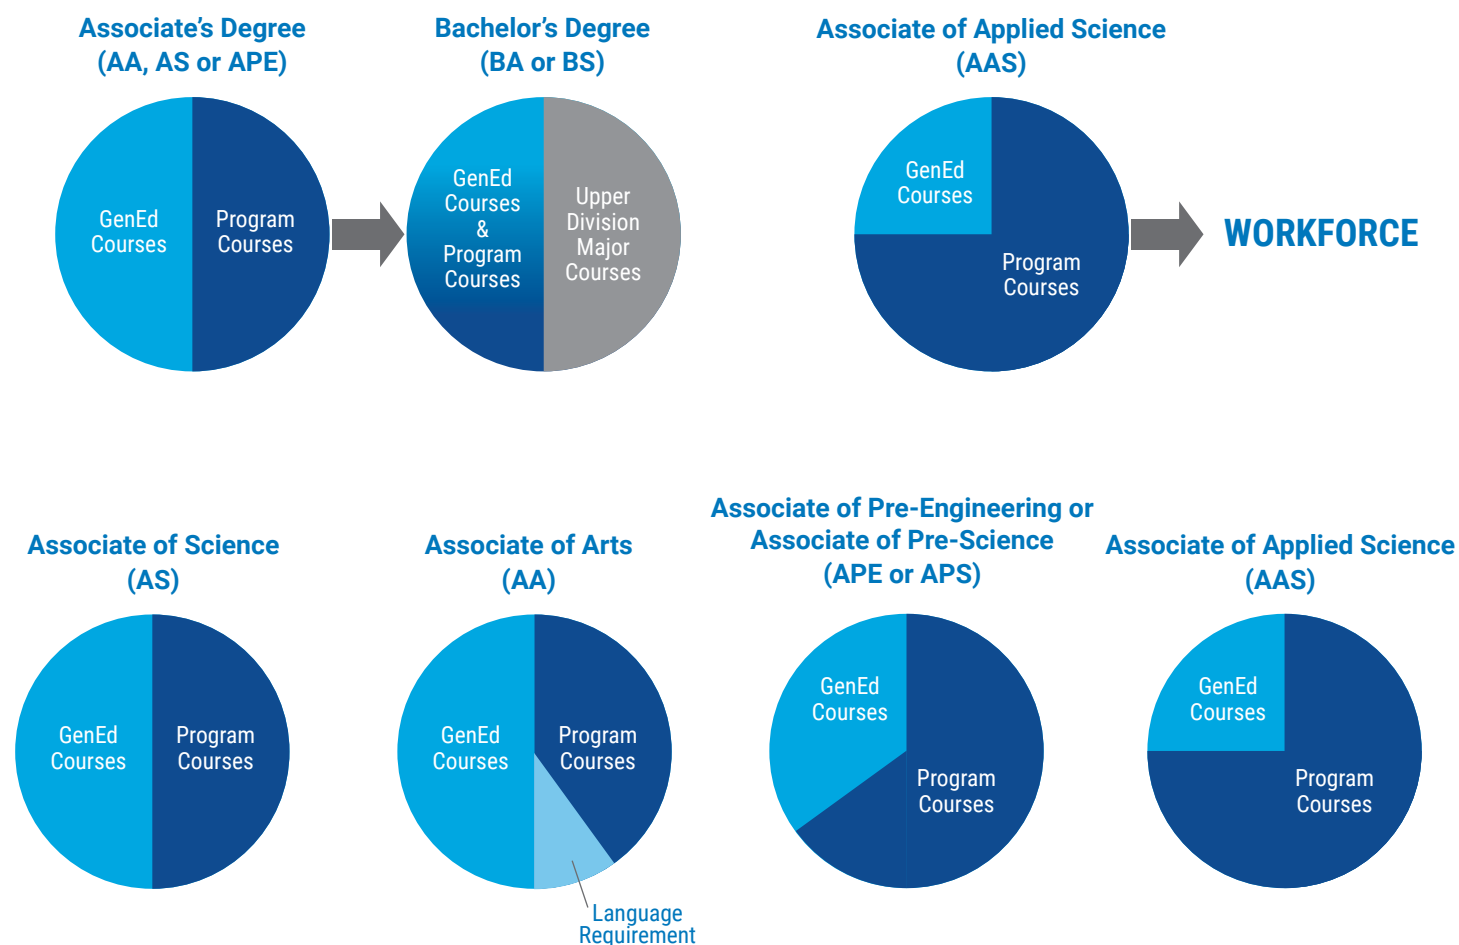 Associate's Degree
(AA, AS or APE)
GenEd
Courses
Program
Courses
Bachelor's Degree
(BA or BS)
GenEd
Courses
&
Program
Courses
Upper
Division
Major
Courses
Associate of Applied Science
(AAS)
GenEd
Courses
Program
Courses
WORKFORCE
Associate of Science
(AS)
GenEd
Courses
Program
Courses
Associate of Arts
(AA)
GenEd
Courses
Program
Courses
Language
Requirement
Associate of Pre-Engineering or
Associate of Pre-Science
(APE or APS)
GenEd
Courses
Program
Courses
Associate of Applied Science
(AAS)
GenEd
Courses
Program
Courses